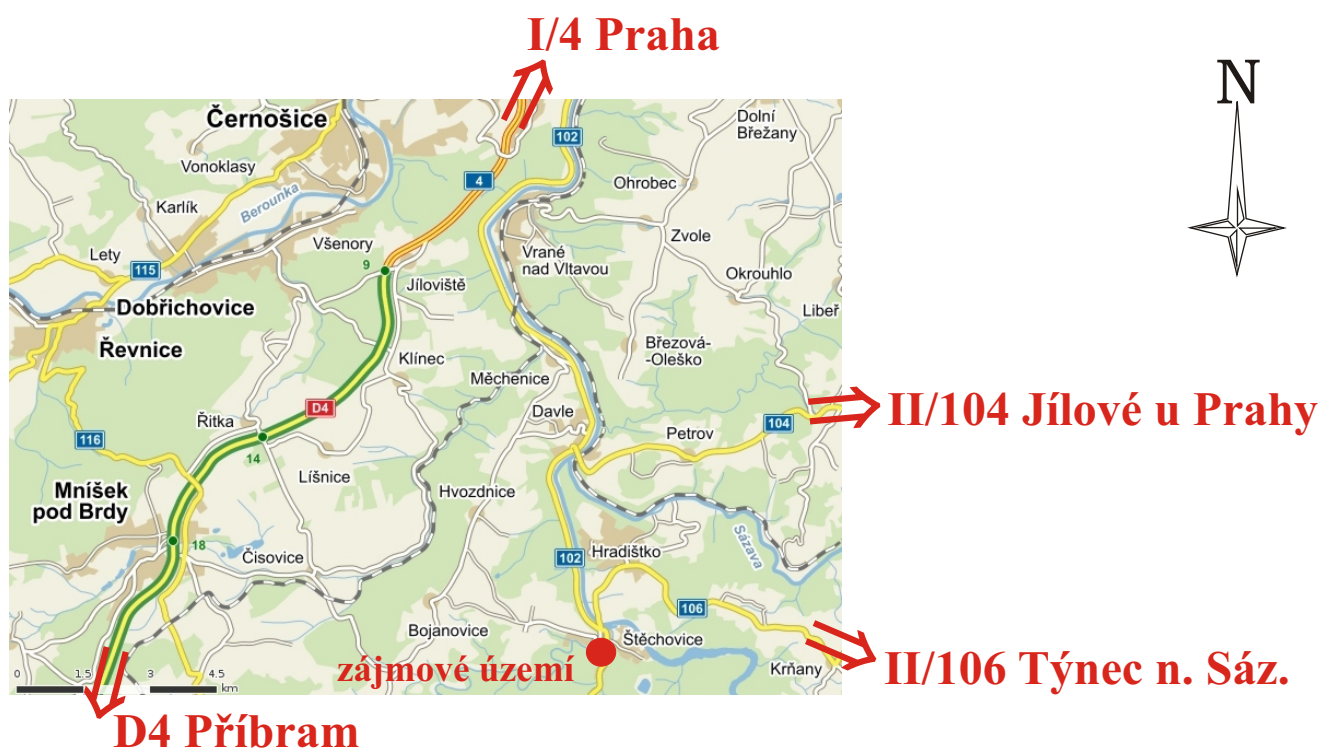 I/4 Praha
N
Černošice
102
Dolní
Břežany
Vonoklasy
4
Ohrobec
Karlík
Berounka
Všenory
Zvole
Lety
9
Vrané
nad Vltavou
115
Okrouhlo
Jíloviště
Dobřichovice
Libeř
Řevnice
Klínec
Březová-
-Oleško
Měchenice
D4
Davle
II/104 Jílové u Prahy
Řitka
104
116
Petrov
14
Líšnice
Mníšek
pod Brdy
Hvozdnice
Sázava
18
Čisovice
102
Hradištko
106
Bojanovice
Štěchovice
zájmové území
Krňany
II/106 Týnec n. Sáz.
0 1.5 3 4.5
km
D4 Příbram